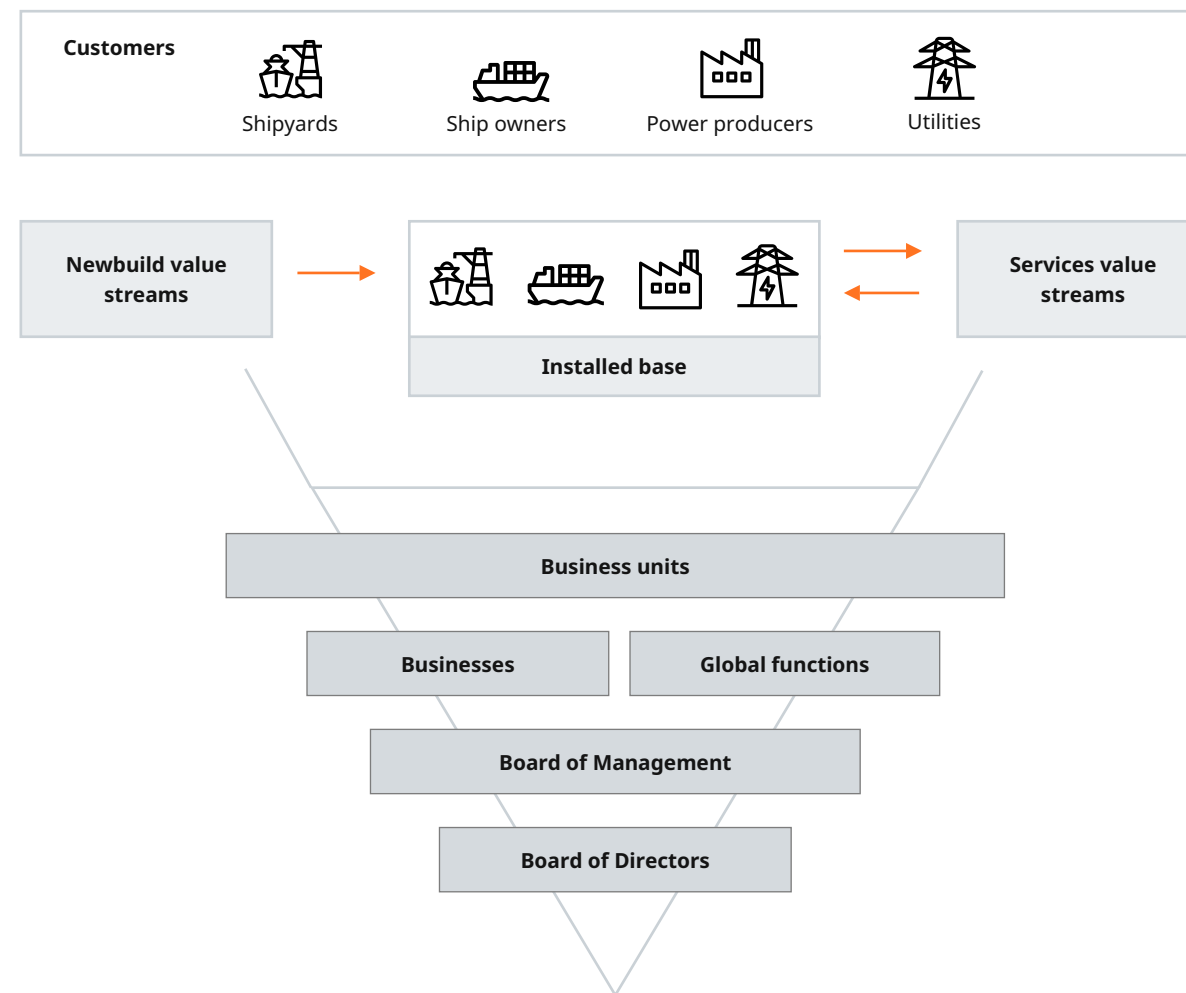 Customers
Shipyards
Ship owners
Power producers
Utilities
Newbuild value
streams
Services value
streams
Installed base
Business units
Businesses
Global functions
Board of Management
Board of Directors